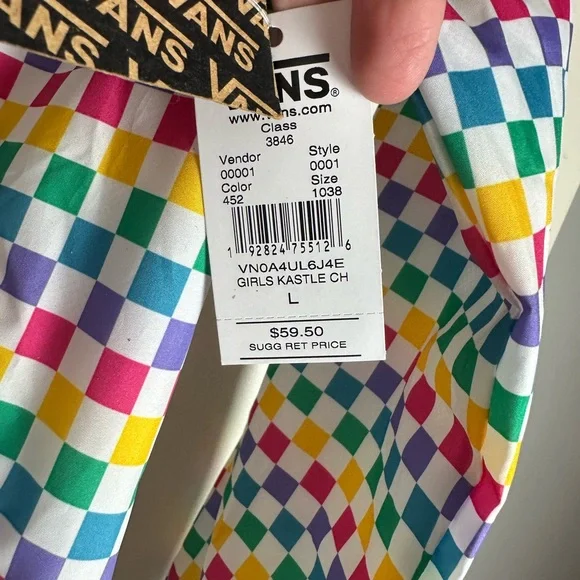 VANS
VANS
www.vans.com
Class
3846
Vendor Style
00001 0001
Color Size
452 1038
1 92824 75512 6
VN0A4UL6J4E
GIRLS KASTLE CH
L
$59.50
SUGG RET PRICE